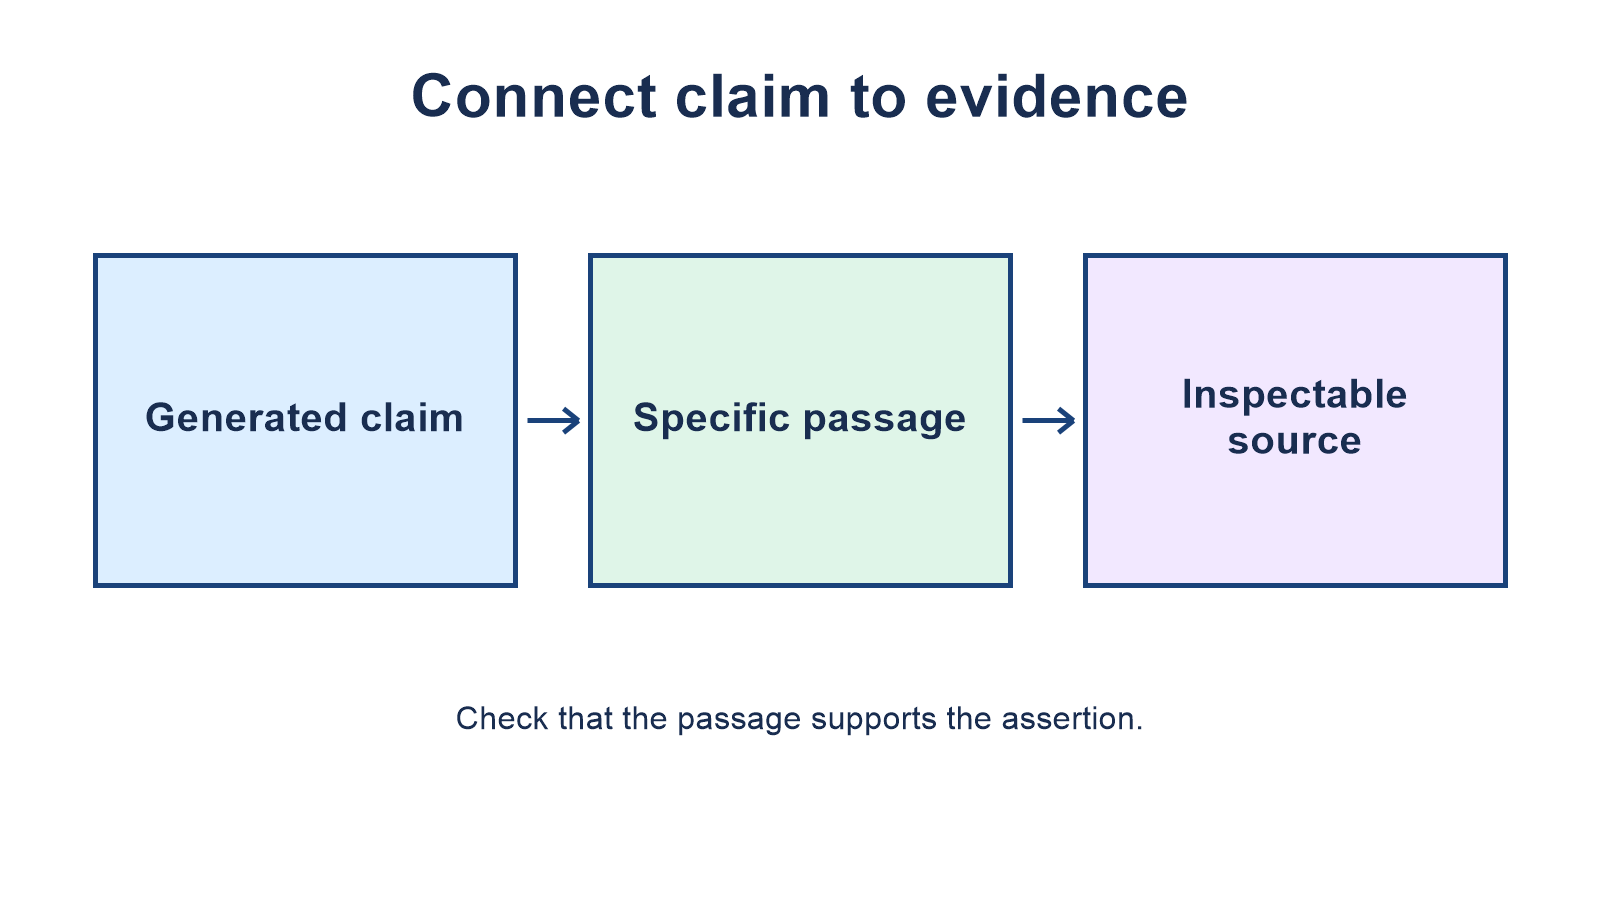 Connect claim to evidence
Generated claim
Specific passage
Inspectable
source
Check that the passage supports the assertion.